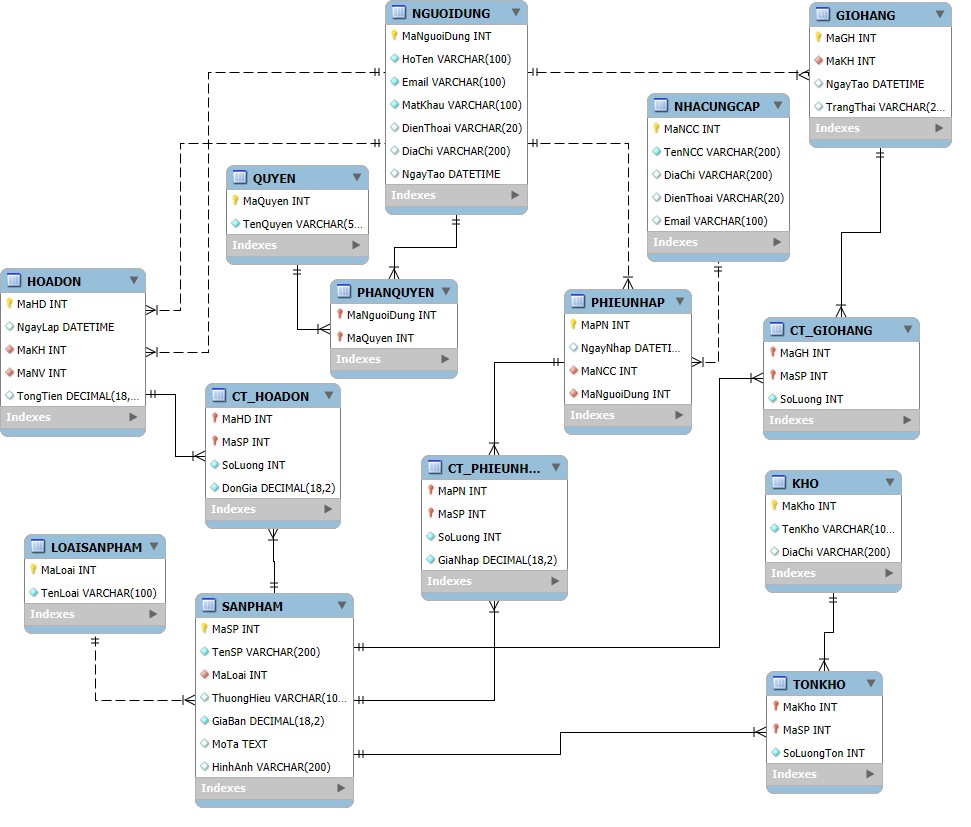 NGUOIDUNG
MaNguoiDung INT
HoTen VARCHAR(100)
Email VARCHAR(100)
MatKhau VARCHAR(100)
DienThoai VARCHAR(20)
DiaChi VARCHAR(200)
NgayTao DATETIME
Indexes
GIOHANG
MaGH INT
MaKH INT
NgayTao DATETIME
TrangThai VARCHAR(2...
Indexes
NHACUNGCAP
MaNCC INT
TenNCC VARCHAR(200)
DiaChi VARCHAR(200)
DienThoai VARCHAR(20)
Email VARCHAR(100)
Indexes
QUYEN
MaQuyen INT
TenQuyen VARCHAR(5...
Indexes
HOADON
MaHD INT
NgayLap DATETIME
MaKH INT
MaNV INT
TongTien DECIMAL(18,...
Indexes
PHANQUYEN
MaNguoiDung INT
MaQuyen INT
Indexes
PHIEUNHAP
MaPN INT
NgayNhap DATETI...
MaNCC INT
MaNguoiDung INT
Indexes
CT_GIOHANG
MaGH INT
MaSP INT
SoLuong INT
Indexes
CT_HOADON
MaHD INT
MaSP INT
SoLuong INT
DonGia DECIMAL(18,2)
Indexes
CT_PHIEUNH...
MaPN INT
MaSP INT
SoLuong INT
GiaNhap DECIMAL(18,2)
Indexes
KHO
MaKho INT
TenKho VARCHAR(10...
DiaChi VARCHAR(200)
Indexes
LOAISANPHAM
MaLoai INT
TenLoai VARCHAR(100)
Indexes
SANPHAM
MaSP INT
TenSP VARCHAR(200)
MaLoai INT
ThuongHieu VARCHAR(10...
GiaBan DECIMAL(18,2)
MoTa TEXT
HinhAnh VARCHAR(200)
Indexes
TONKHO
MaKho INT
MaSP INT
SoLuongTon INT
Indexes